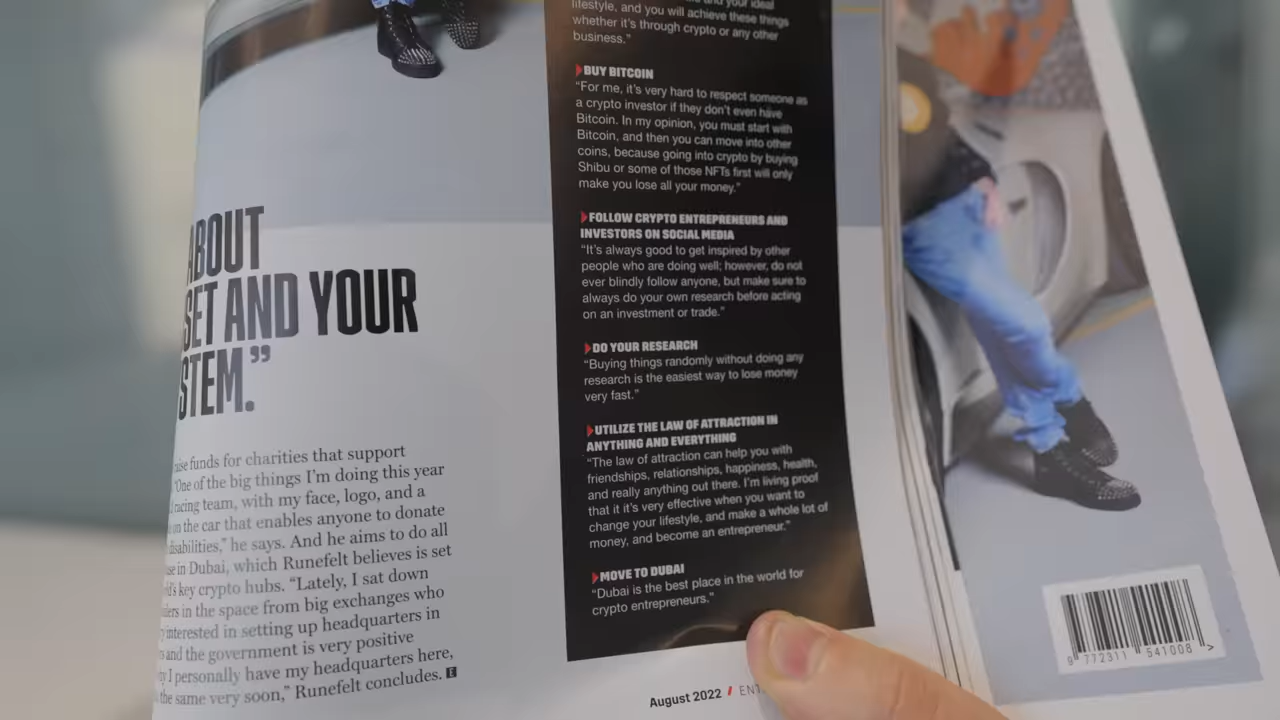 ABOUT
SET AND YOUR
STEM.”
raise funds for charities that support
“One of the big things I’m doing this year
racing team, with my face, logo, and a
on the car that enables anyone to donate
disabilities,” he says. And he aims to do all
in Dubai, which Runefelt believes is set
key crypto hubs. “Lately, I sat down
in the space from big exchanges who
interested in setting up headquarters in
and the government is very positive
I personally have my headquarters here,
the same very soon,” Runefelt concludes. E
and your ideal
lifestyle, and you will achieve these things
whether it’s through crypto or any other
business.”
BUY BITCOIN
“For me, it’s very hard to respect someone as
a crypto investor if they don’t even have
Bitcoin. In my opinion, you must start with
Bitcoin, and then you can move into other
coins, because going into crypto by buying
Shibu or some of those NFTs first will only
make you lose all your money.”
FOLLOW CRYPTO ENTREPRENEURS AND
INVESTORS ON SOCIAL MEDIA
“It’s always good to get inspired by other
people who are doing well; however, do not
ever blindly follow anyone, but make sure to
always do your own research before acting
on an investment or trade.”
DO YOUR RESEARCH
“Buying things randomly without doing any
research is the easiest way to lose money
very fast.”
UTILIZE THE LAW OF ATTRACTION IN
ANYTHING AND EVERYTHING
“The law of attraction can help you with
friendships, relationships, happiness, health,
and really anything out there. I’m living proof
that it it’s very effective when you want to
change your lifestyle, and make a whole lot of
money, and become an entrepreneur.”
MOVE TO DUBAI
“Dubai is the best place in the world for
crypto entrepreneurs.”
August 2022 / ENT
9 772311 541008 >